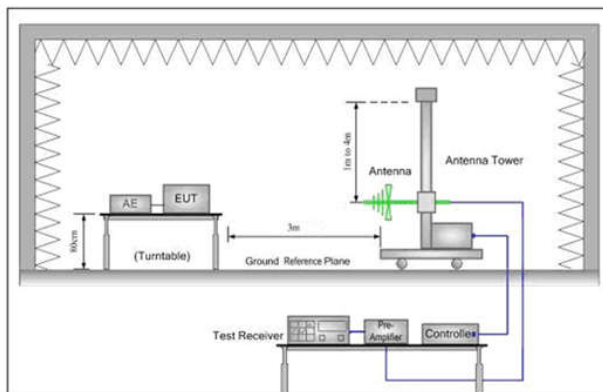 1m to 4m
Antenna
Antenna Tower
AE
EUT
80cm
(Turntable)
3m
Ground Reference Plane
Test Receiver
Pre-
Amplifier
Controller